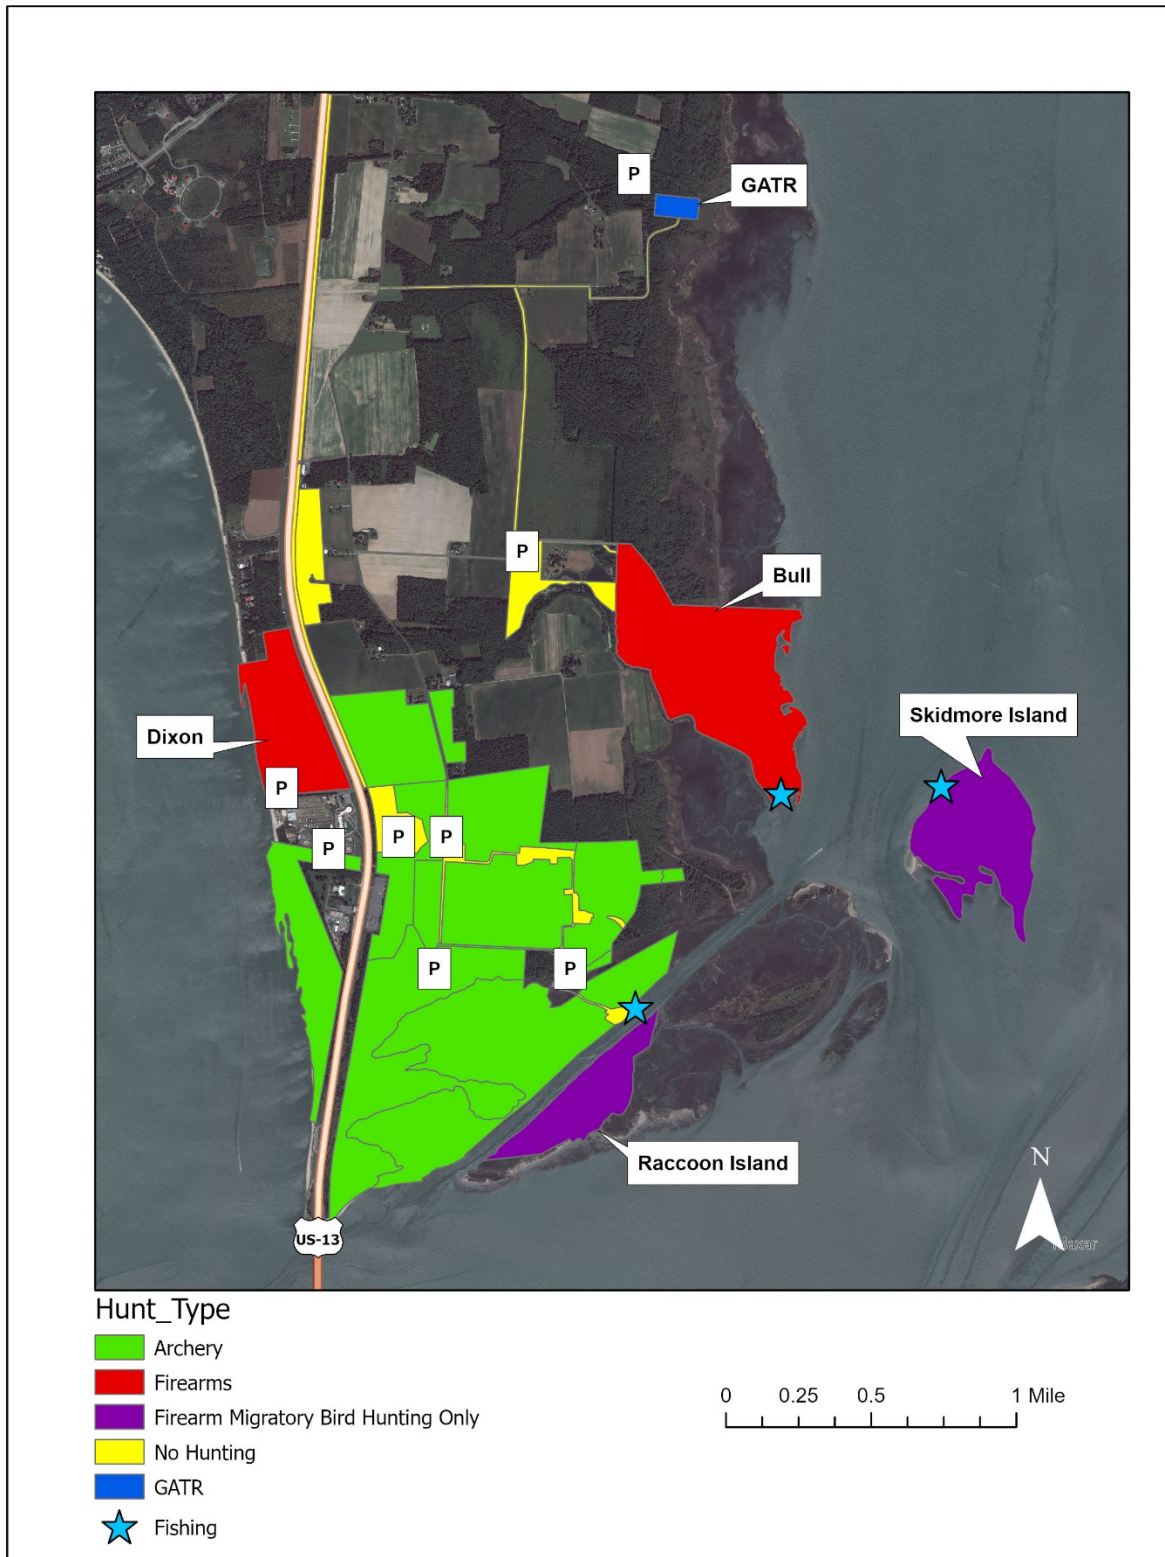 P
GATR
P
Bull
Skidmore Island
Dixon
P
P
P
P
P
P
Raccoon Island
N
US-13
Maxar
Hunt_Type
Archery
Firearms
Firearm Migratory Bird Hunting Only
No Hunting
GATR
Fishing
0 0.25 0.5 1 Mile